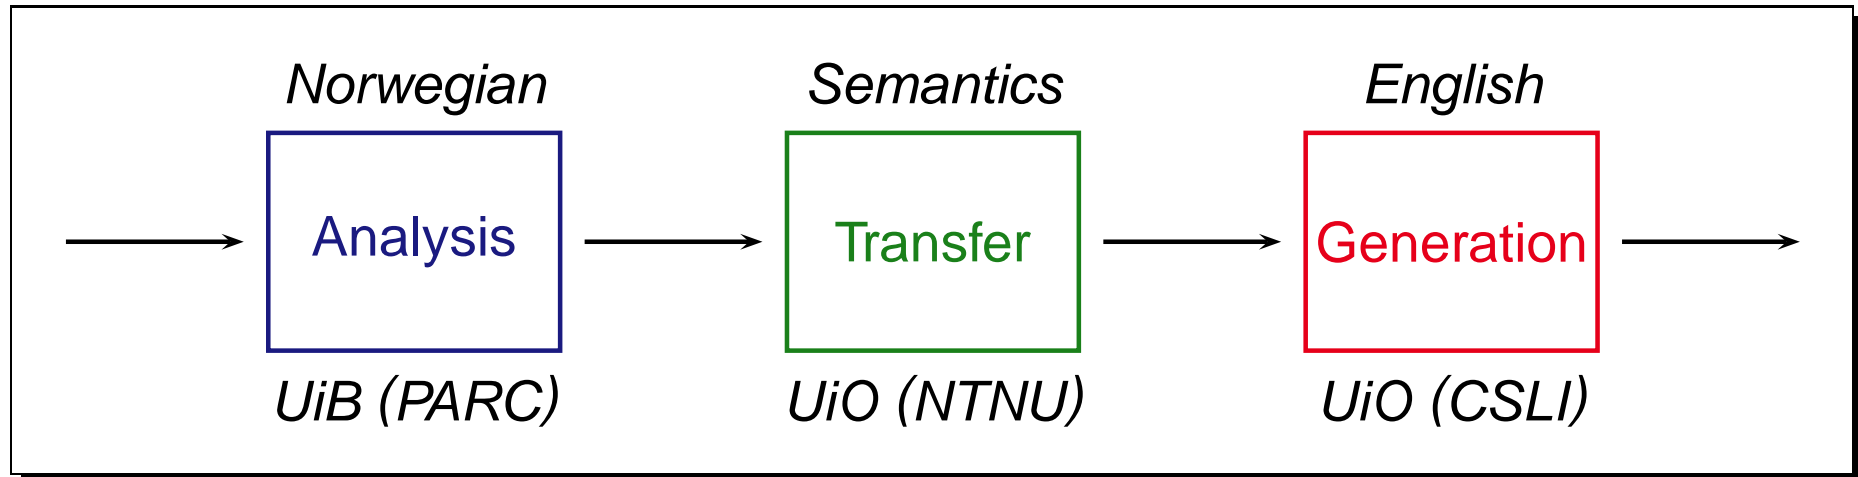 Norwegian Semantics English
Analysis Transfer Generation
UiB (PARC) UiO (NTNU) UiO (CSLI)